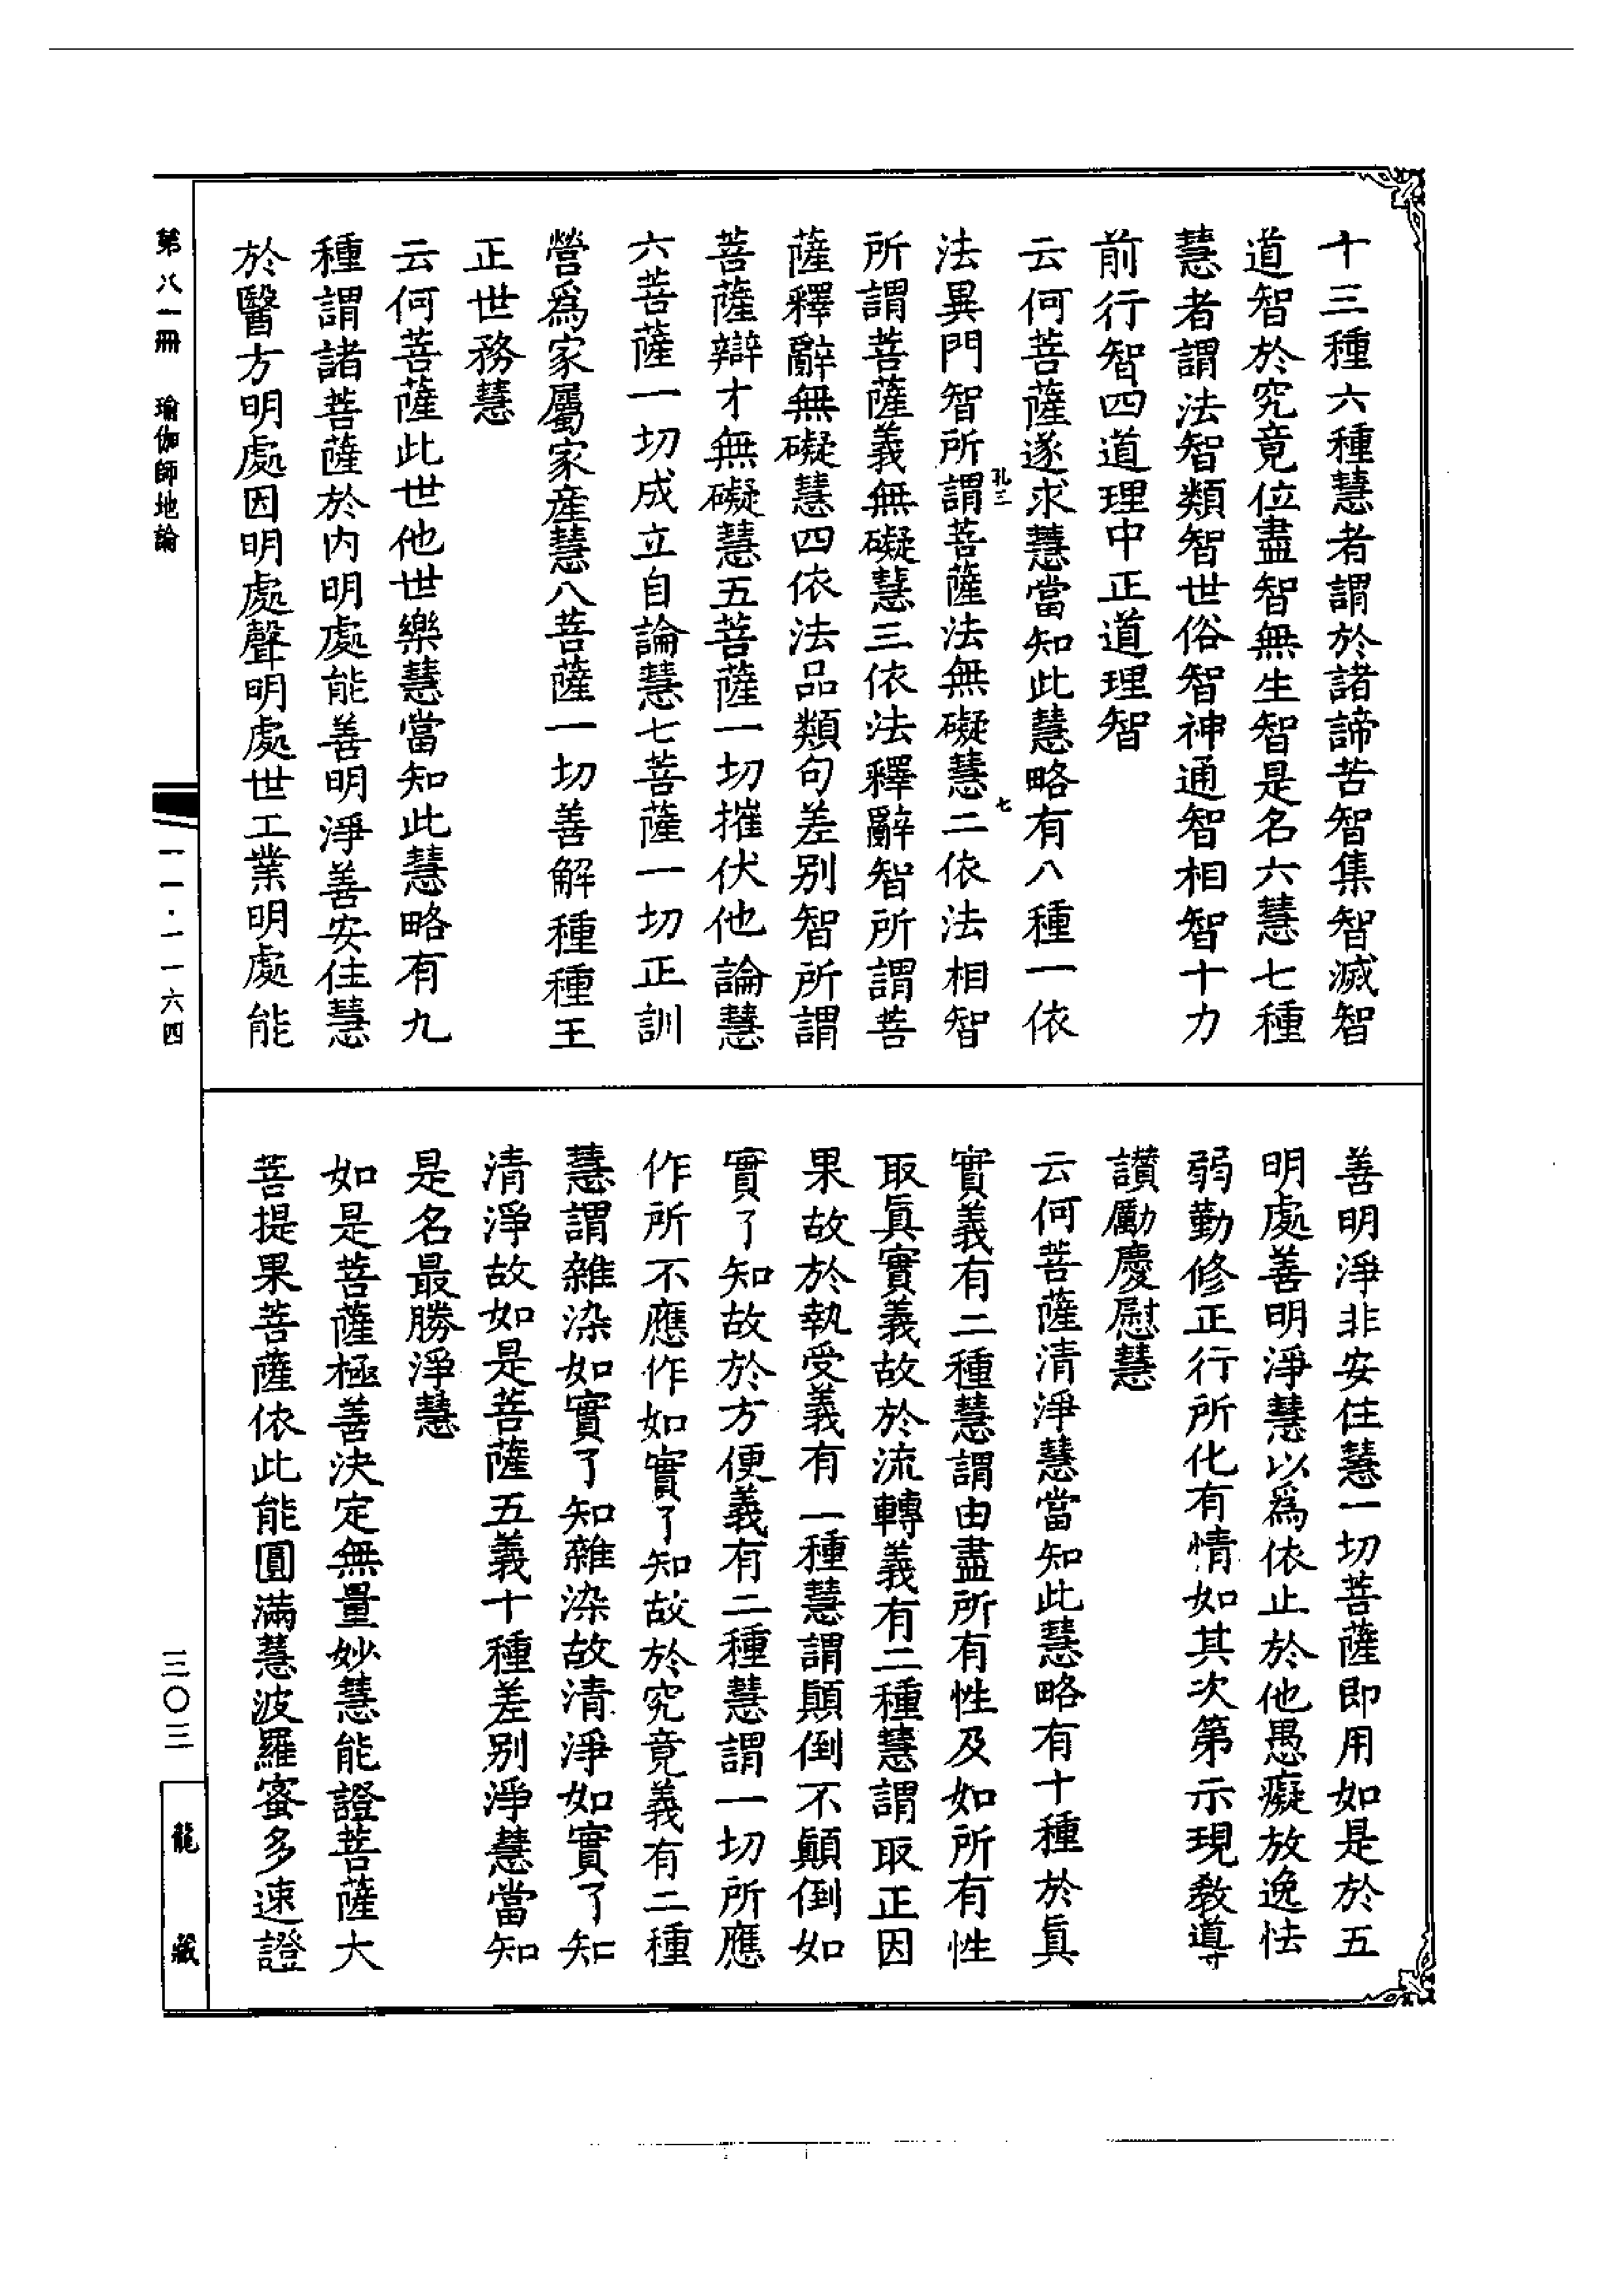 十三種六種慧者謂於諸諦苦智集智滅智
道智於究竟位盡智無生智是名六慧七種
慧者謂法智類智世俗智神通智相智十力
前行智四道理中正道理智
云何菩薩遂求慧當知此慧略有八種一依
法異門智所謂菩薩法無礙慧二依法相智
孔三
七
所謂菩薩義無礙慧三依法釋辭智所謂菩
薩釋辭無礙慧四依法品類句差別智所謂
菩薩辯才無礙慧五菩薩一切摧伏他論慧
六菩薩一切成立自論慧七菩薩一切正訓
營爲家屬家產慧八菩薩一切善解種種王
正世務慧
云何菩薩此世他世樂慧當知此慧略有九
種謂諸菩薩於內明處能善明淨善安住慧
於醫方明處因明處聲明處世工業明處能
善明淨非安住慧一切菩薩即用如是於五
明處善明淨慧以爲依止於他愚癡放逸怯
弱勤修正行所化有情如其次第示現教導
讚勵慶慰慧
云何菩薩清淨慧當知此慧略有十種於眞
實義有二種慧謂由盡所有性及如所有性
取眞實義故於流轉義有二種慧謂取正因
果故於執受義有一種慧謂顚倒不顚倒如
實了知故於方便義有二種慧謂一切所應
作所不應作如實了知故於究竟義有二種
慧謂雜染如實了知雜染故清淨如實了知
清淨故如是菩薩五義十種差別淨慧當知
是名最勝淨慧
如是菩薩極善決定無量妙慧能證菩薩大
菩提果菩薩依此能圓滿慧波羅蜜多速證
第八一冊 瑜伽師地論
一一·一一六四
三〇三
龍藏